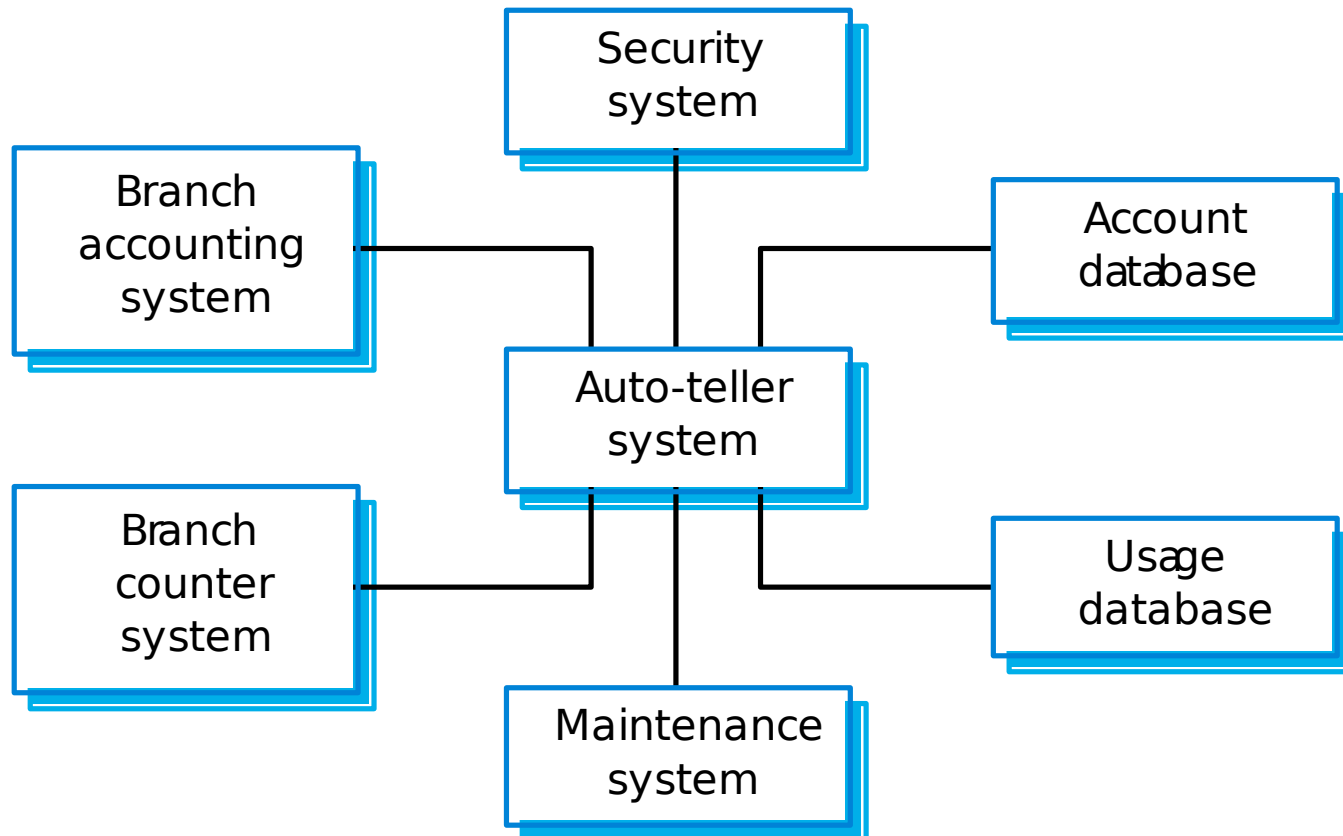 Security
system
Branch
accounting
system
Account
database
Auto-teller
system
Branch
counter
system
Usage
database
Maintenance
system